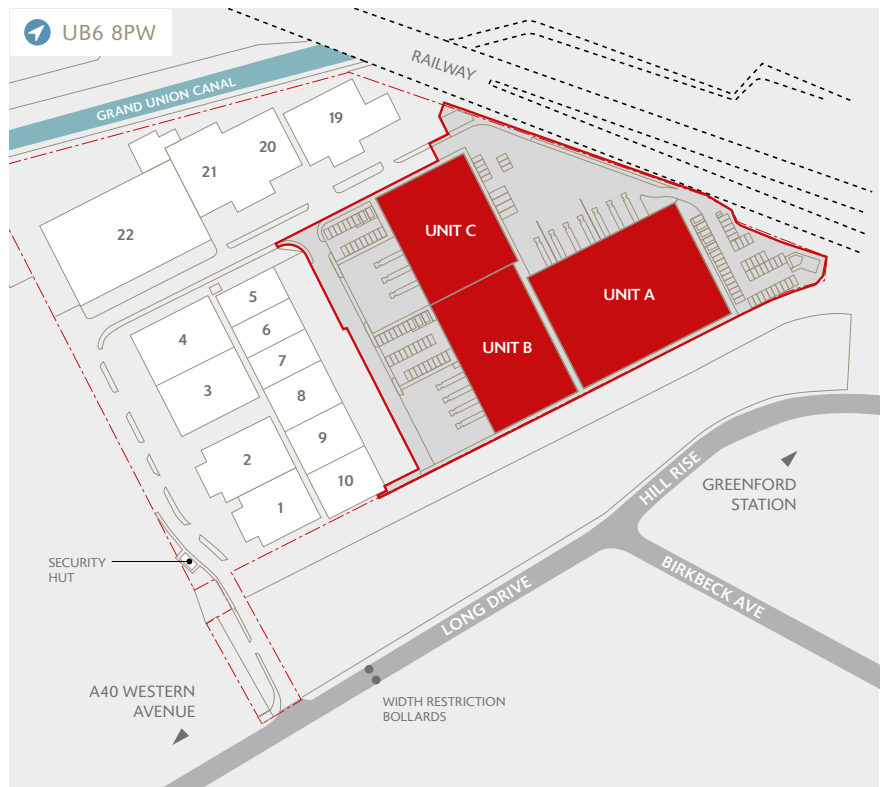 UB6 8PW
RAILWAY
GRAND UNION CANAL
19
20
21
22
UNIT C
UNIT A
UNIT B
5
6
4
7
3
8
9
2
10
1
HILL RISE
GREENFORD
STATION
SECURITY
HUT
BIRKBECK AVE
LONG DRIVE
A40 WESTERN
AVENUE
WIDTH RESTRICTION
BOLLARDS